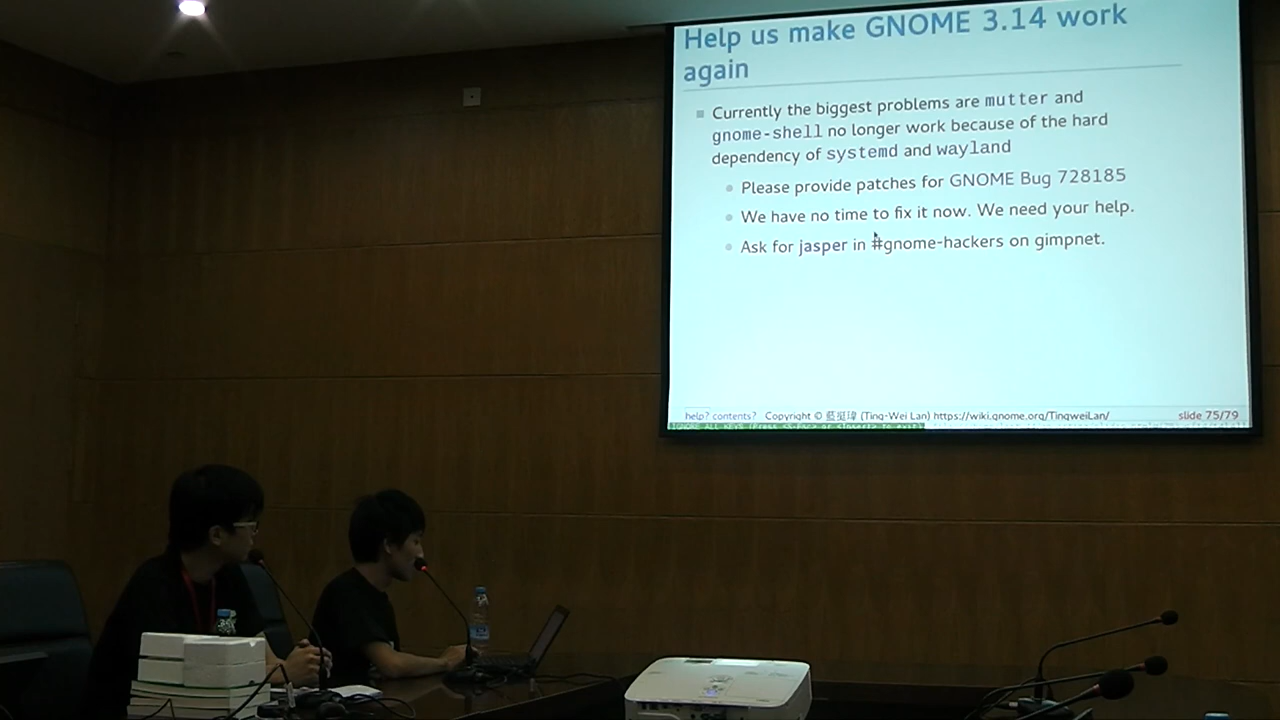 Help us make GNOME 3.14 work
again
Currently the biggest problems are mutter and
gnome-shell no longer work because of the hard
dependency of systemd and wayland
Please provide patches for GNOME Bug 728185
We have no time to fix it now. We need your help.
Ask for jasper in #gnome-hackers on gimpnet.
help? contents? Copyright © 藍挺瑋 (Ting-Wei Lan) https://wiki.gnome.org/TingweiLan/ slide 75/79